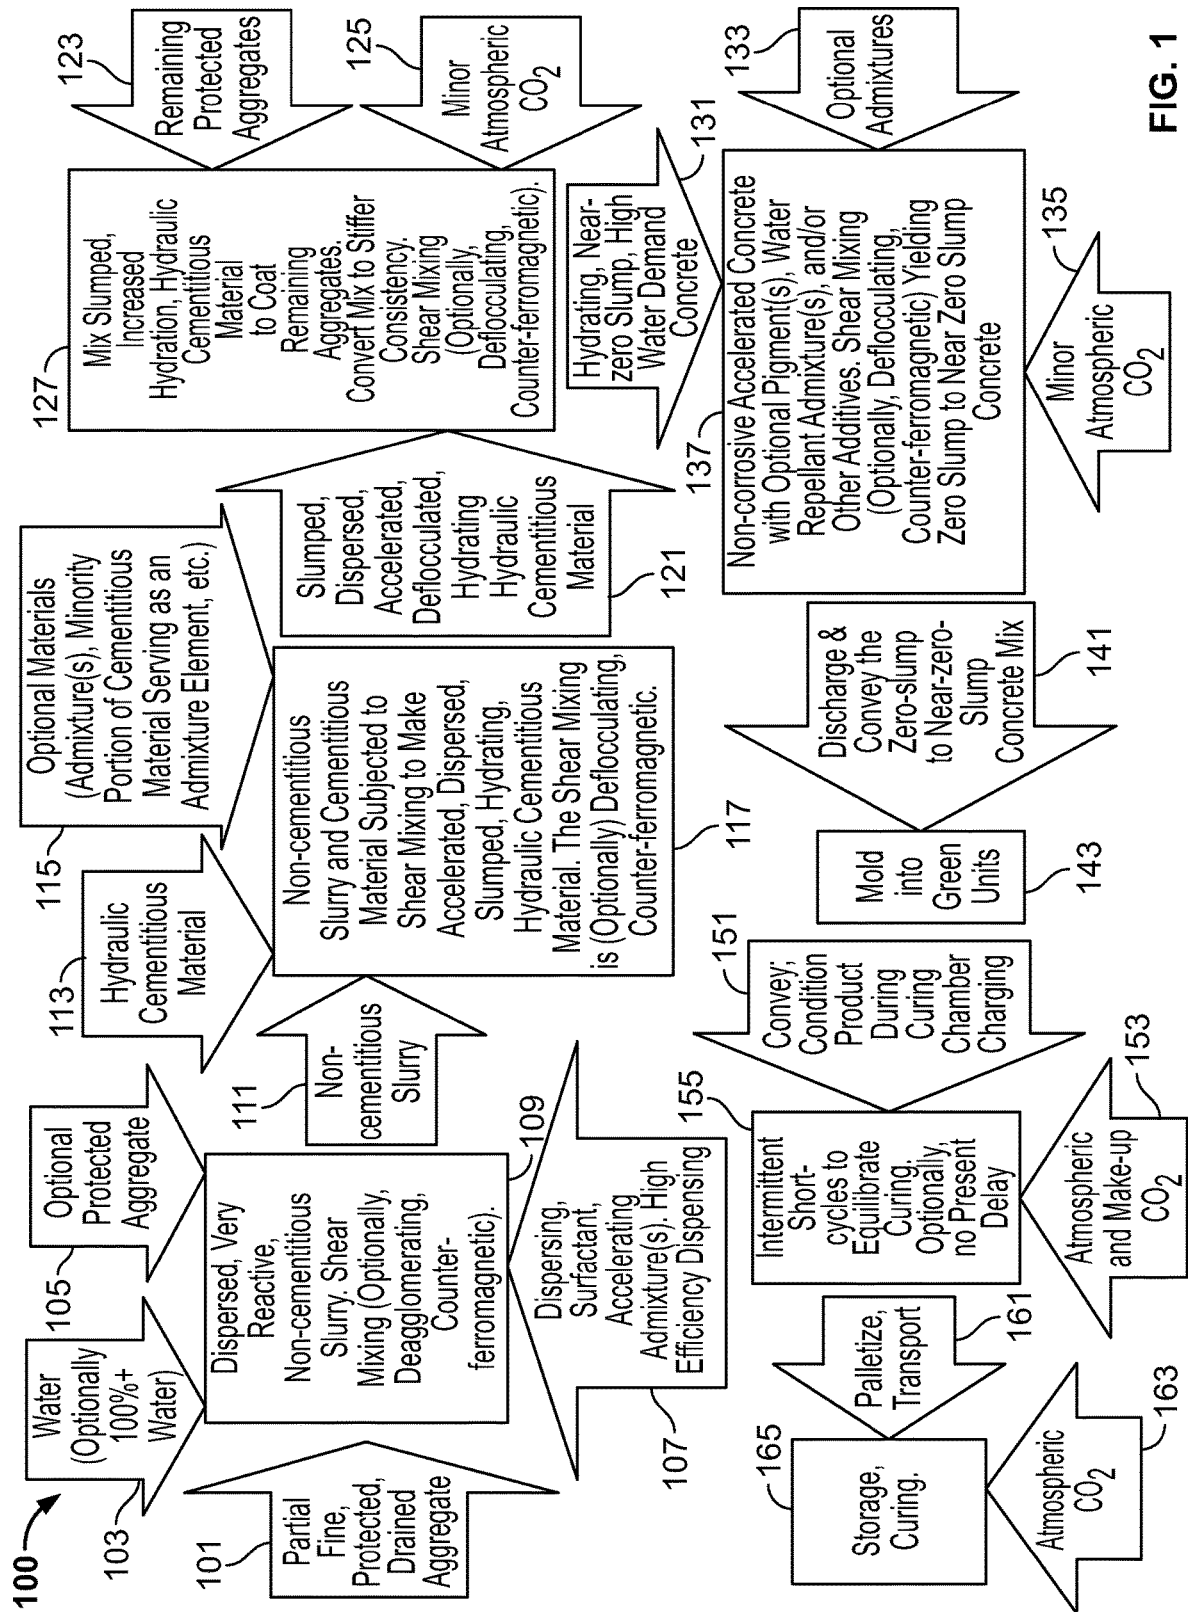 100
103
Water
(Optionally
100%+
Water)
105
Optional
Protected
Aggregate
101
Partial
Fine,
Protected,
Drained
Aggregate
107
Dispersing,
Surfactant,
Accelerating
Admixture(s). High
Efficiency Dispensing
109
Dispersed, Very
Reactive,
Non-cementitious
Slurry. Shear
Mixing (Optionally,
Deagglomerating,
Counter-
ferromagnetic).
111
Non-
cementitious
Slurry
113
Hydraulic
Cementitious
Material
115
Optional Materials
(Admixture(s), Minority
Portion of Cementitious
Material Serving as an
Admixture Element, etc.)
117
Non-cementitious
Slurry and Cementitious
Material Subjected to
Shear Mixing to Make
Accelerated, Dispersed,
Slumped, Hydrating,
Hydraulic Cementitious
Material. The Shear Mixing
is (Optionally) Deflocculating,
Counter-ferromagnetic.
121
Slumped,
Dispersed,
Accelerated,
Deflocculated,
Hydrating
Hydraulic
Cementitious
Material
123
Remaining
Protected
Aggregates
125
Minor
Atmospheric
CO2
127
Mix Slumped,
Increased
Hydration, Hydraulic
Cementitious
Material
to Coat
Remaining
Aggregates.
Convert Mix to Stiffer
Consistency.
Shear Mixing
(Optionally,
Deflocculating,
Counter-ferromagnetic).
131
Hydrating, Near-
zero Slump, High
Water Demand
Concrete
133
Optional
Admixtures
135
Minor
Atmospheric
CO2
137
Non-corrosive Accelerated Concrete
with Optional Pigment(s), Water
Repellant Admixture(s), and/or
Other Additives. Shear Mixing
(Optionally, Deflocculating,
Counter-ferromagnetic) Yielding
Zero Slump to Near Zero Slump
Concrete
141
Discharge &
Convey the
Zero-slump
to Near-zero-
Slump
Concrete Mix
143
Mold
into
Green
Units
151
Convey;
Condition
Product
During
Curing
Chamber
Charging
153
Atmospheric
and Make-up
CO2
155
Intermittent
Short-
cycles to
Equilibrate
Curing.
Optionally,
no Present
Delay
161
Palletize,
Transport
163
Atmospheric
CO2
165
Storage,
Curing.
FIG. 1